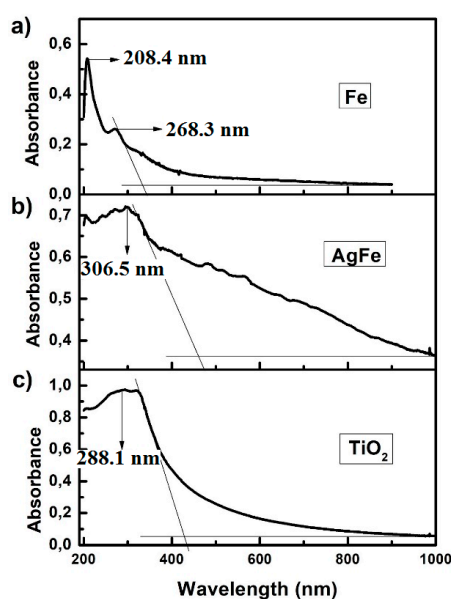 a)
Absorbance
0,6
0,4
0,2
0,0
208.4 nm
268.3 nm
Fe
b)
Absorbance
0,7
0,6
0,5
0,4
306.5 nm
AgFe
c)
Absorbance
1,0
0,8
0,6
0,4
0,2
0,0
288.1 nm
TiO₂
200 400 600 800 1000
Wavelength (nm)